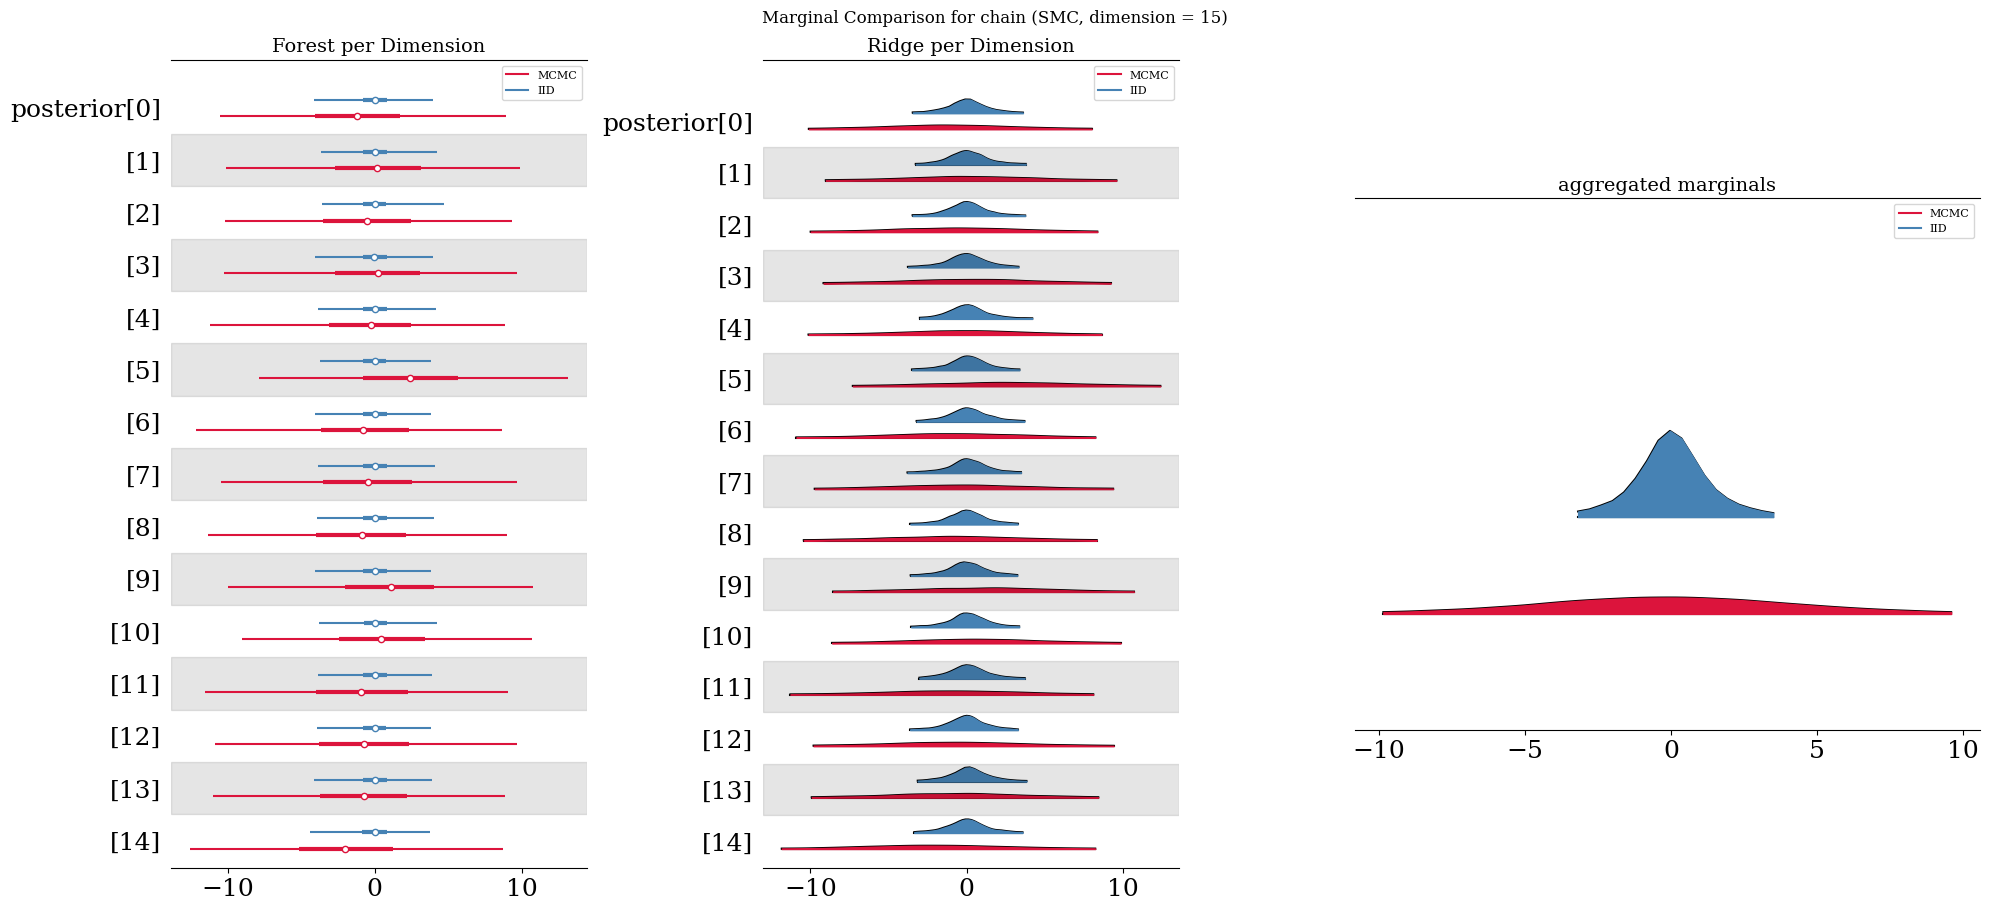 Marginal Comparison for chain (SMC, dimension = 15)
Forest per Dimension
MCMC
IID
posterior[0]
[1]
[2]
[3]
[4]
[5]
[6]
[7]
[8]
[9]
[10]
[11]
[12]
[13]
[14]
−10 0 10
Ridge per Dimension
MCMC
IID
posterior[0]
[1]
[2]
[3]
[4]
[5]
[6]
[7]
[8]
[9]
[10]
[11]
[12]
[13]
[14]
−10 0 10
aggregated marginals
MCMC
IID
−10 −5 0 5 10